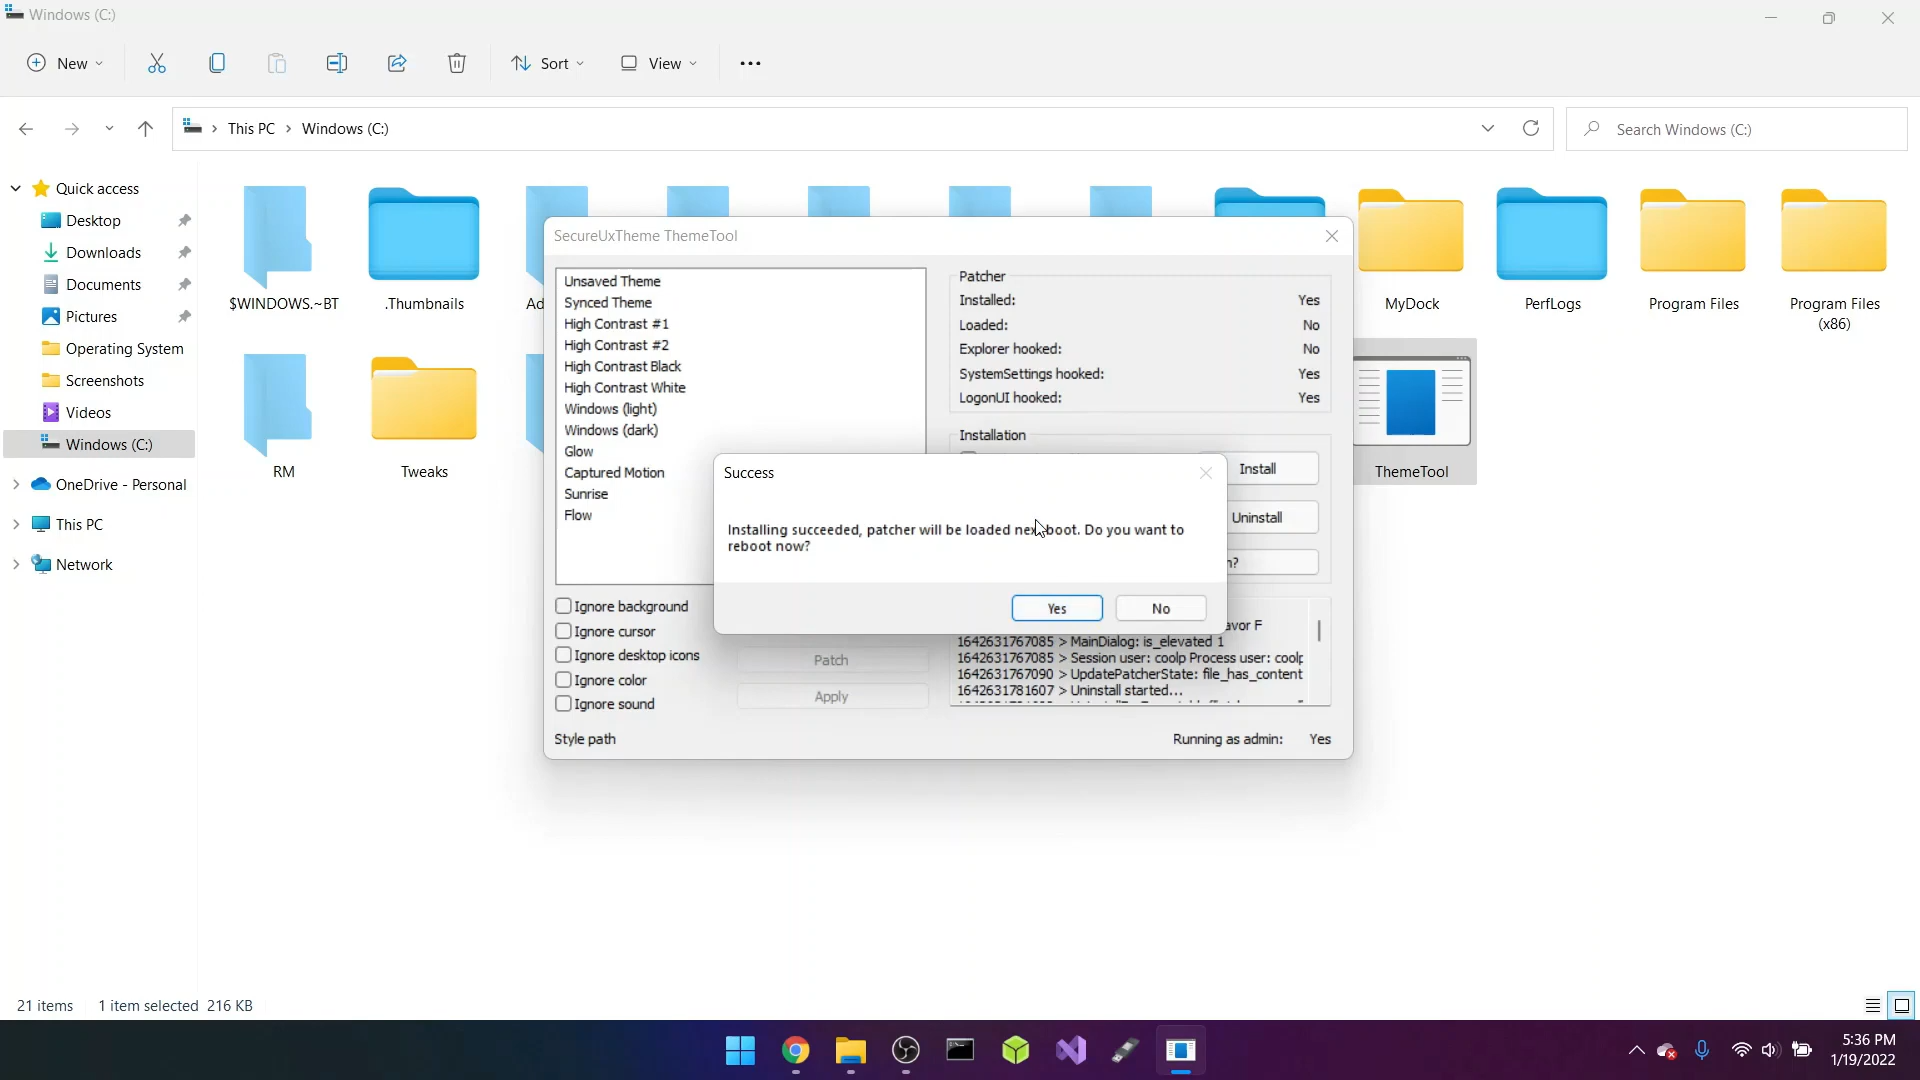 Windows (C:)
New
Sort
View
This PC > Windows (C:)
Search Windows (C:)
Quick access
Desktop
Downloads
Documents
Pictures
Operating System
Screenshots
Videos
Windows (C:)
OneDrive - Personal
This PC
Network
$WINDOWS.~BT
.Thumbnails
Ad
MyDock
PerfLogs
Program Files
Program Files
(x86)
RM
Tweaks
ThemeTool
SecureUxTheme ThemeTool
Unsaved Theme
Synced Theme
High Contrast #1
High Contrast #2
High Contrast Black
High Contrast White
Windows (light)
Windows (dark)
Glow
Captured Motion
Sunrise
Flow
Patcher
Installed: Yes
Loaded: No
Explorer hooked: No
SystemSettings hooked: Yes
LogonUI hooked: Yes
Installation
Install
Uninstall
?
Success
Installing succeeded, patcher will be loaded next boot. Do you want to
reboot now?
Yes
No
Ignore background
Ignore cursor
Ignore desktop icons
Ignore color
Ignore sound
Patch
Apply
avor F
1642631767085 > MainDialog: is_elevated 1
1642631767085 > Session user: coolp Process user: coolp
1642631767090 > UpdatePatcherState: file_has_content
1642631781607 > Uninstall started...
Style path
Running as admin: Yes
21 items
1 item selected 216 KB
5:36 PM
1/19/2022